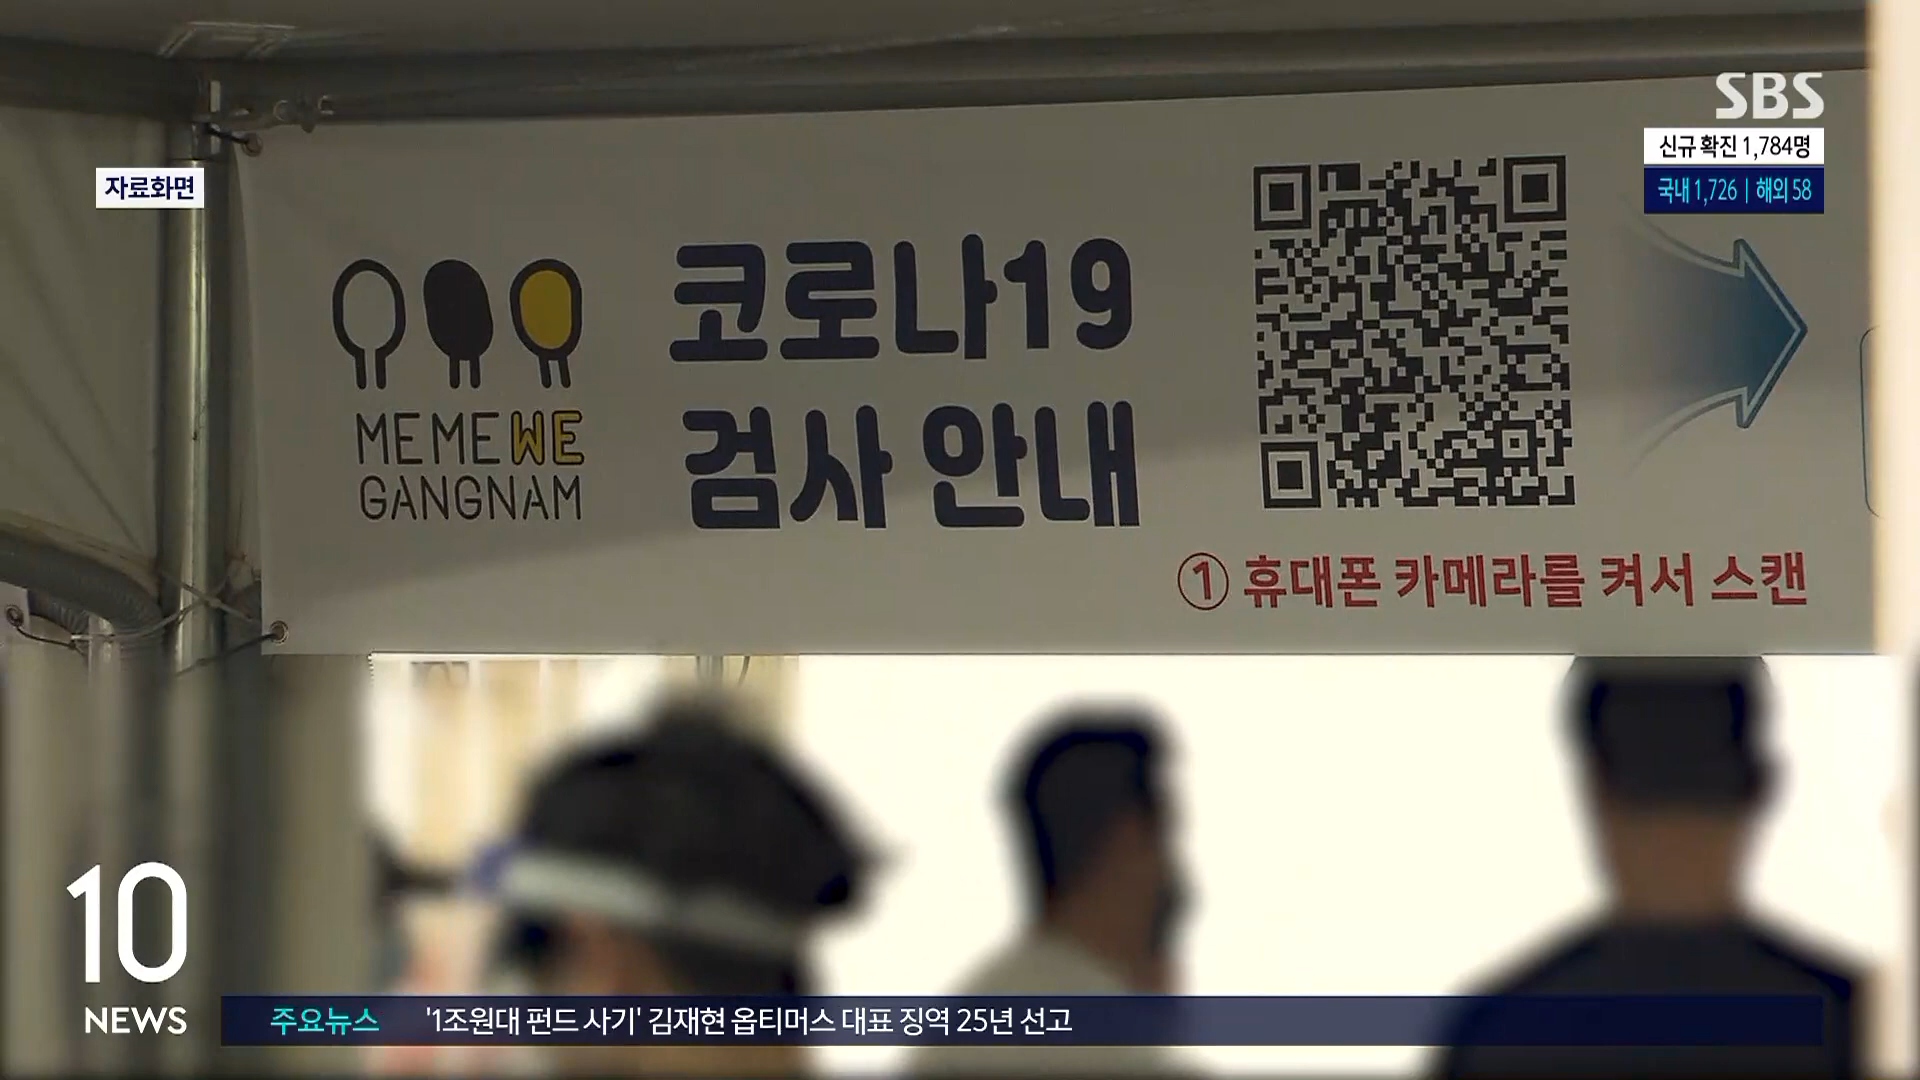 SBS
신규 확진 1,784명
국내 1,726 | 해외 58
자료화면
MEMEWE
GANGNAM
코로나19
검사 안내
① 휴대폰 카메라를 켜서 스캔
10
NEWS
주요뉴스 '1조원대 펀드 사기' 김재현 옵티머스 대표 징역 25년 선고